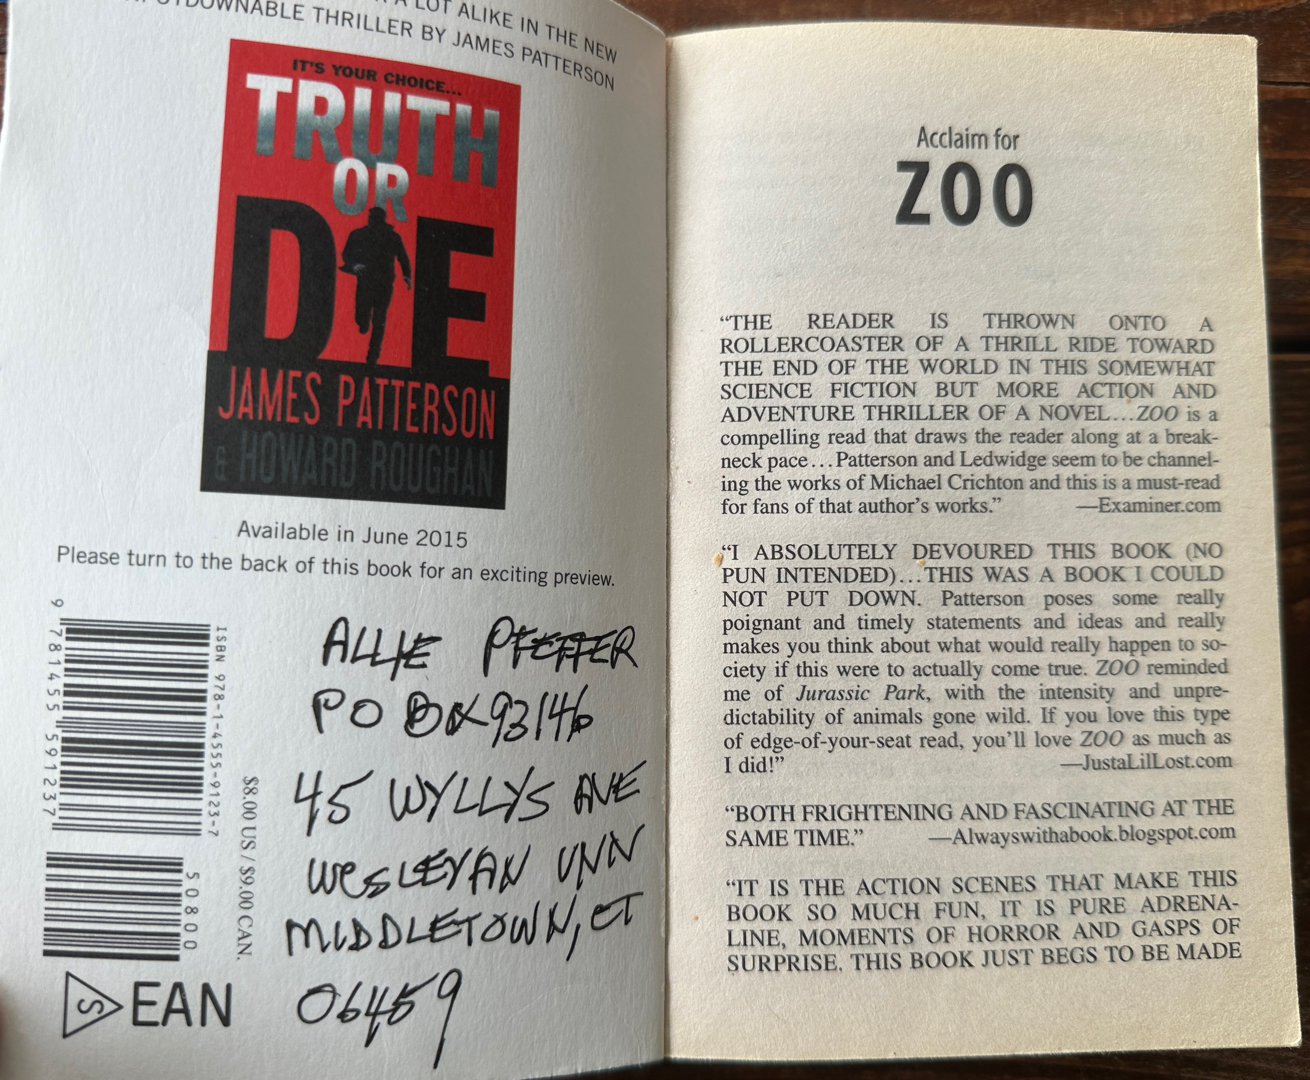 A LOT ALIKE IN THE NEW
THRILLER BY JAMES PATTERSON
IT'S YOUR CHOICE...
TRUTH
OR
DIE
JAMES PATTERSON
& HOWARD ROUGHAN
Available in June 2015
Please turn to the back of this book for an exciting preview.
9 781455 591237
ISBN 978-1-4555-9123-7
50800
$8.00 US / $9.00 CAN.
S EAN
ALLIE PFEFFER
PO BOX 93146
45 WYLLYS AVE
WESLEYAN
MIDDLETOWN, CT
06459
Acclaim for
ZOO
“THE READER IS THROWN ONTO A
ROLLERCOASTER OF A THRILL RIDE TOWARD
THE END OF THE WORLD IN THIS SOMEWHAT
SCIENCE FICTION BUT MORE ACTION AND
ADVENTURE THRILLER OF A NOVEL…ZOO is a
compelling read that draws the reader along at a break-
neck pace…Patterson and Ledwidge seem to be channel-
ing the works of Michael Crichton and this is a must-read
for fans of that author's works.” —Examiner.com
“I ABSOLUTELY DEVOURED THIS BOOK (NO
PUN INTENDED)…THIS WAS A BOOK I COULD
NOT PUT DOWN. Patterson poses some really
poignant and timely statements and ideas and really
makes you think about what would really happen to so-
ciety if this were to actually come true. ZOO reminded
me of Jurassic Park, with the intensity and unpre-
dictability of animals gone wild. If you love this type
of edge-of-your-seat read, you'll love ZOO as much as
I did!” —JustaLilLost.com
“BOTH FRIGHTENING AND FASCINATING AT THE
SAME TIME.” —Alwayswithabook.blogspot.com
“IT IS THE ACTION SCENES THAT MAKE THIS
BOOK SO MUCH FUN, IT IS PURE ADRENA-
LINE, MOMENTS OF HORROR AND GASPS OF
SURPRISE. THIS BOOK JUST BEGS TO BE MADE